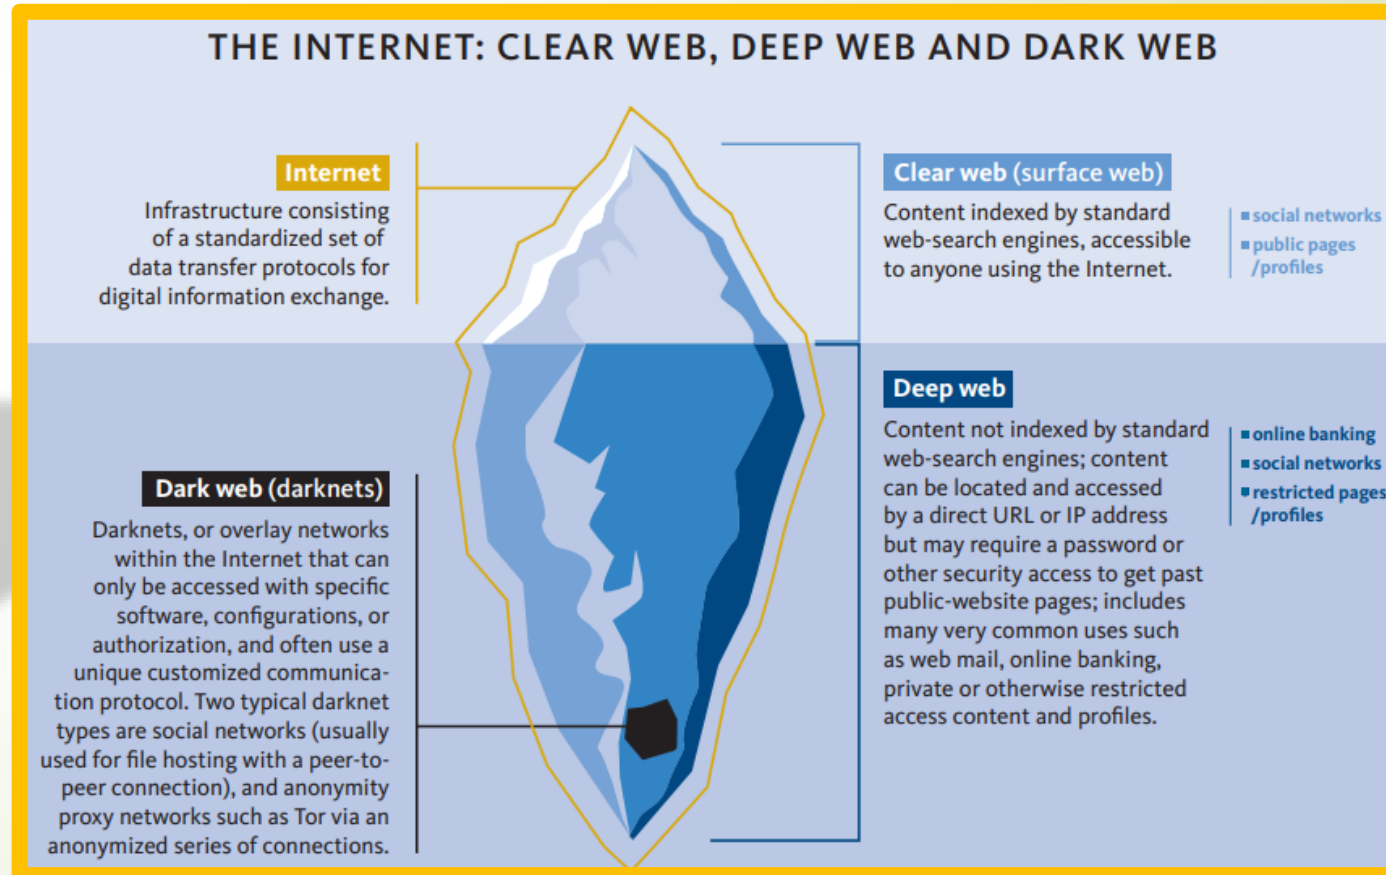 THE INTERNET: CLEAR WEB, DEEP WEB AND DARK WEB
Internet
Infrastructure consisting
of a standardized set of
data transfer protocols for
digital information exchange.
Clear web (surface web)
Content indexed by standard
web-search engines, accessible
to anyone using the Internet.
social networks
public pages
/profiles
Dark web (darknets)
Darknets, or overlay networks
within the Internet that can
only be accessed with specific
software, configurations, or
authorization, and often use a
unique customized communica-
tion protocol. Two typical darknet
types are social networks (usually
used for file hosting with a peer-to-
peer connection), and anonymity
proxy networks such as Tor via an
anonymized series of connections.
Deep web
Content not indexed by standard
web-search engines; content
can be located and accessed
by a direct URL or IP address
but may require a password or
other security access to get past
public-website pages; includes
many very common uses such
as web mail, online banking,
private or otherwise restricted
access content and profiles.
online banking
social networks
restricted pages
/profiles